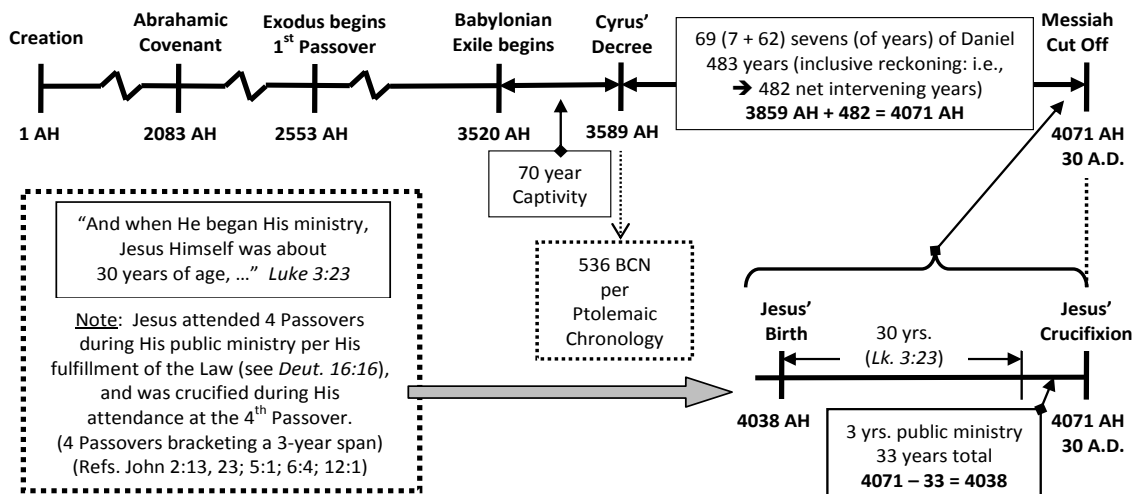 Creation
Abrahamic
Covenant
Exodus begins
1st Passover
Babylonian
Exile begins
Cyrus’
Decree
69 (7 + 62) sevens (of years) of Daniel
483 years (inclusive reckoning: i.e.,
➔ 482 net intervening years)
3859 AH + 482 = 4071 AH
Messiah
Cut Off
1 AH
2083 AH
2553 AH
3520 AH
3589 AH
4071 AH
30 A.D.
70 year
Captivity
536 BCN
per
Ptolemaic
Chronology
“And when He began His ministry,
Jesus Himself was about
30 years of age, …” Luke 3:23
Note: Jesus attended 4 Passovers
during His public ministry per His
fulfillment of the Law (see Deut. 16:16),
and was crucified during His
attendance at the 4th Passover.
(4 Passovers bracketing a 3-year span)
(Refs. John 2:13, 23; 5:1; 6:4; 12:1)
Jesus’
Birth
30 yrs.
(Lk. 3:23)
Jesus’
Crucifixion
4038 AH
4071 AH
30 A.D.
3 yrs. public ministry
33 years total
4071 – 33 = 4038